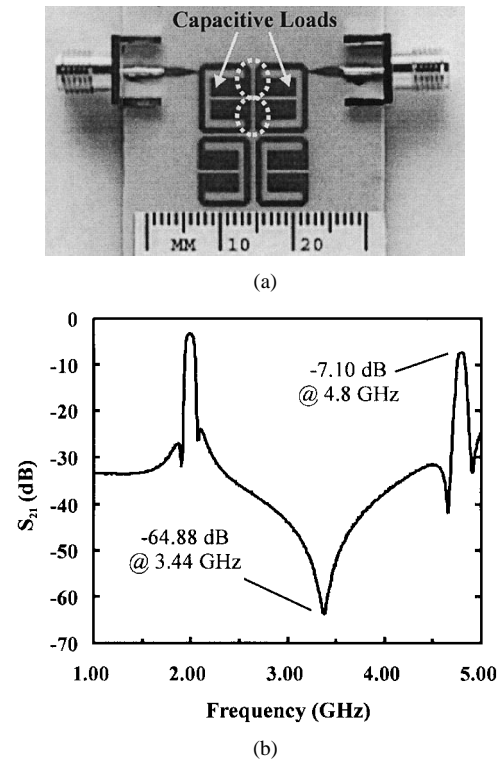 Capacitive Loads
MM 10 20
(a)
0
-10
-20
-30
-40
-50
-60
-70
S₂₁ (dB)
-7.10 dB
@ 4.8 GHz
-64.88 dB
@ 3.44 GHz
1.00 2.00 3.00 4.00 5.00
Frequency (GHz)
(b)